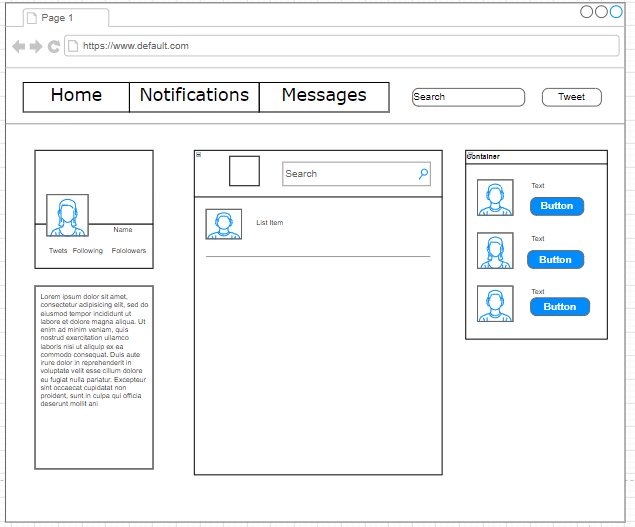 Page 1
https://www.default.com
Home Notifications Messages Search Tweet
Name
Twets Following Fololowers
Lorem ipsum dolor sit amet,
consectetur adipisicing elit, sed do
eiusmod tempor incididunt ut
labore et dolore magna aliqua. Ut
enim ad minim veniam, quis
nostrud exercitation ullamco
laboris nisi ut aliquip ex ea
commodo consequat. Duis aute
irure dolor in reprehenderit in
voluptate velit esse cillum dolore
eu fugiat nulla pariatur. Excepteur
sint occaecat cupidatat non
proident, sunt in culpa qui officia
deserunt mollit ani
Search
List Item
Container
Text
Button
Text
Button
Text
Button